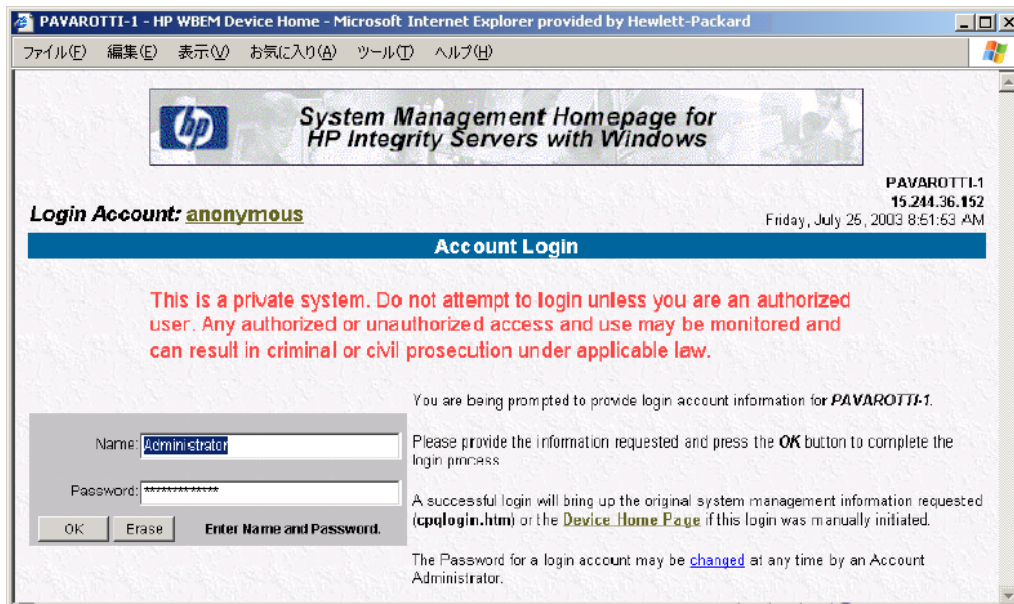 PAVAROTTI-1 - HP WBEM Device Home - Microsoft Internet Explorer provided by Hewlett-Packard
ファイル(F) 編集(E) 表示(V) お気に入り(A) ツール(T) ヘルプ(H)
hp
System Management Homepage for
HP Integrity Servers with Windows
PAVAROTTI-1
15.244.36.152
Login Account: anonymous
Friday, July 25, 2003 8:51:53 AM
Account Login
This is a private system. Do not attempt to login unless you are an authorized
user. Any authorized or unauthorized access and use may be monitored and
can result in criminal or civil prosecution under applicable law.
You are being prompted to provide login account information for PAVAROTTI-1.
Name: Administrator
Please provide the information requested and press the OK button to complete the
login process.
Password: *************
A successful login will bring up the original system management information requested
(cpqlogin.htm) or the Device Home Page if this login was manually initiated.
OK Erase Enter Name and Password.
The Password for a login account may be changed at any time by an Account
Administrator.